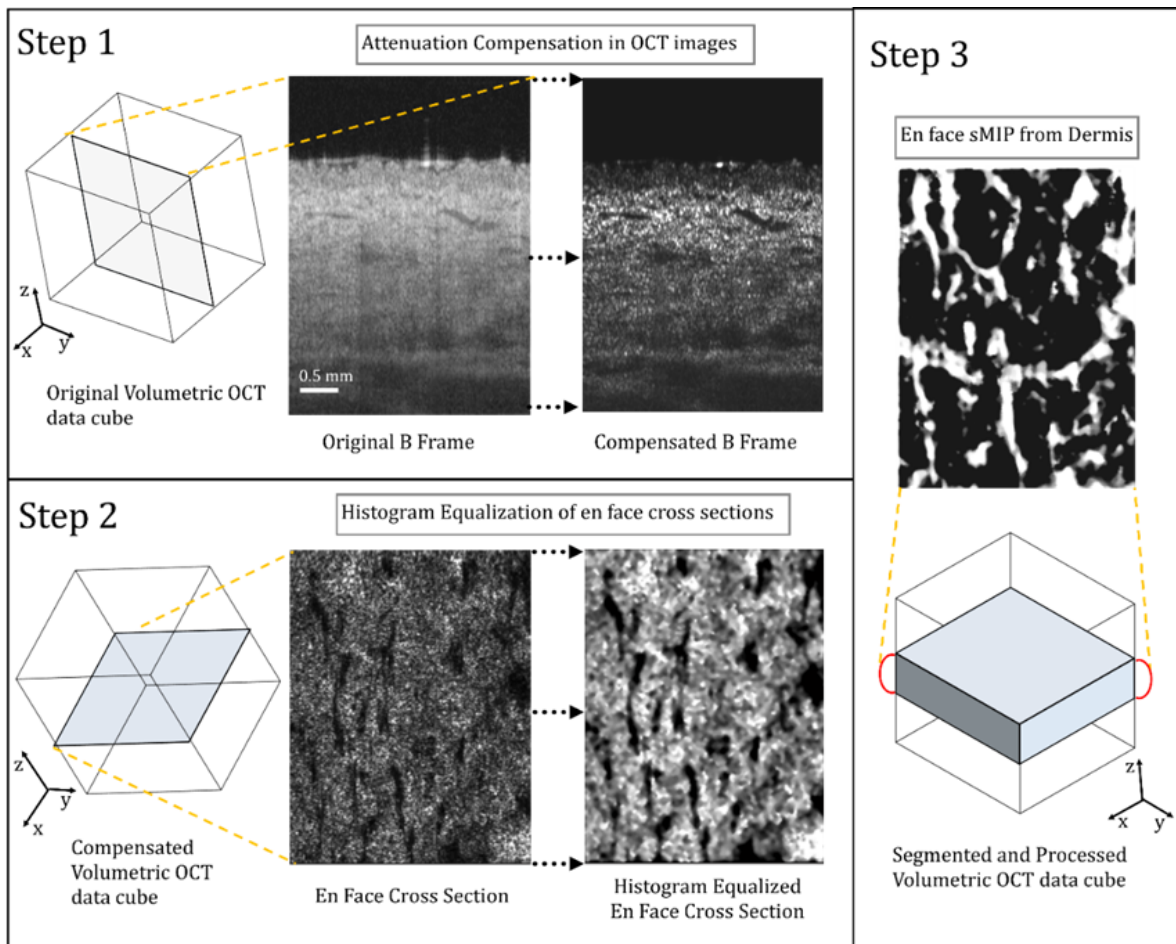 Step 1
Attenuation Compensation in OCT images
z
x
y
0.5 mm
Original Volumetric OCT
data cube
Original B Frame
Compensated B Frame
Step 2
Histogram Equalization of en face cross sections
z
y
x
Compensated
Volumetric OCT
data cube
En Face Cross Section
Histogram Equalized
En Face Cross Section
Step 3
En face sMIP from Dermis
z
x
y
Segmented and Processed
Volumetric OCT data cube